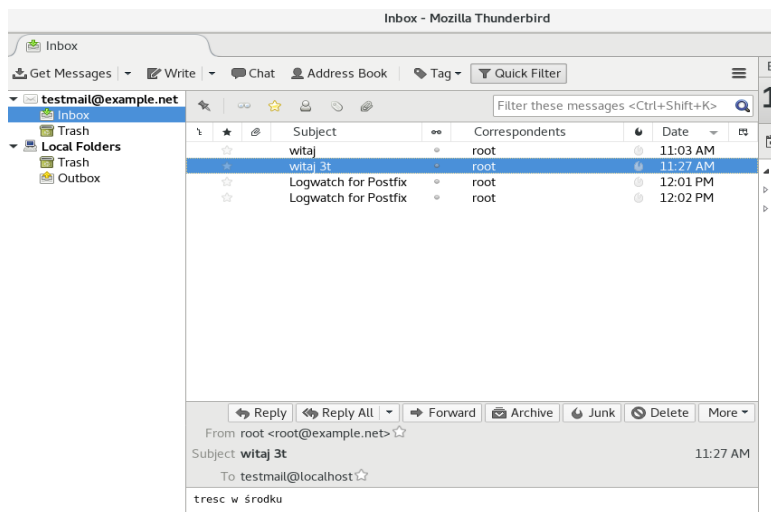 Inbox - Mozilla Thunderbird
Inbox
Get Messages Write Chat Address Book Tag Quick Filter
testmail@example.net
Inbox
Trash
Local Folders
Trash
Outbox
Filter these messages <Ctrl+Shift+K>
Subject Correspondents Date
witaj root 11:03 AM
witaj 3t root 11:27 AM
Logwatch for Postfix root 12:01 PM
Logwatch for Postfix root 12:02 PM
Reply Reply All Forward Archive Junk Delete More
From root <root@example.net>
Subject witaj 3t 11:27 AM
To testmail@localhost
tresc w środku